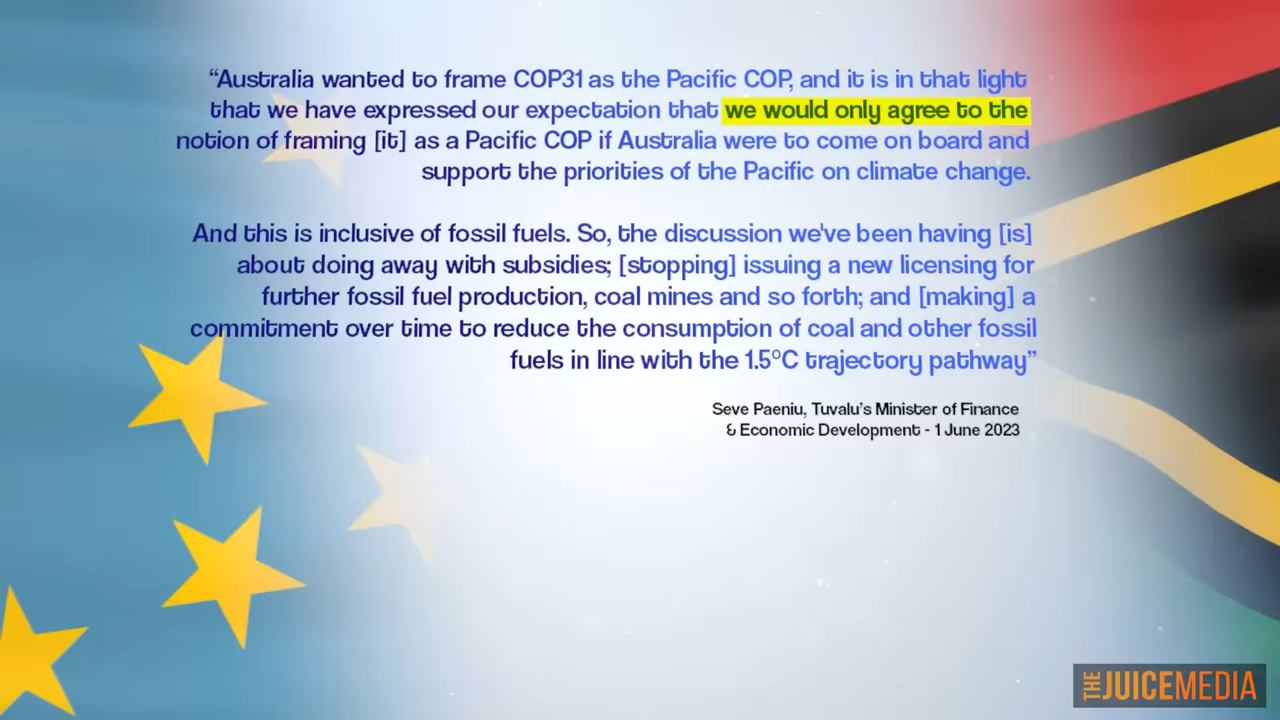 “Australia wanted to frame COP31 as the Pacific COP, and it is in that light
that we have expressed our expectation that we would only agree to the
notion of framing [it] as a Pacific COP if Australia were to come on board and
support the priorities of the Pacific on climate change.
And this is inclusive of fossil fuels. So, the discussion we've been having [is]
about doing away with subsidies; [stopping] issuing a new licensing for
further fossil fuel production, coal mines and so forth; and [making] a
commitment over time to reduce the consumption of coal and other fossil
fuels in line with the 1.5°C trajectory pathway”
Seve Paeniu, Tuvalu’s Minister of Finance
& Economic Development - 1 June 2023
THE JUICEMEDIA